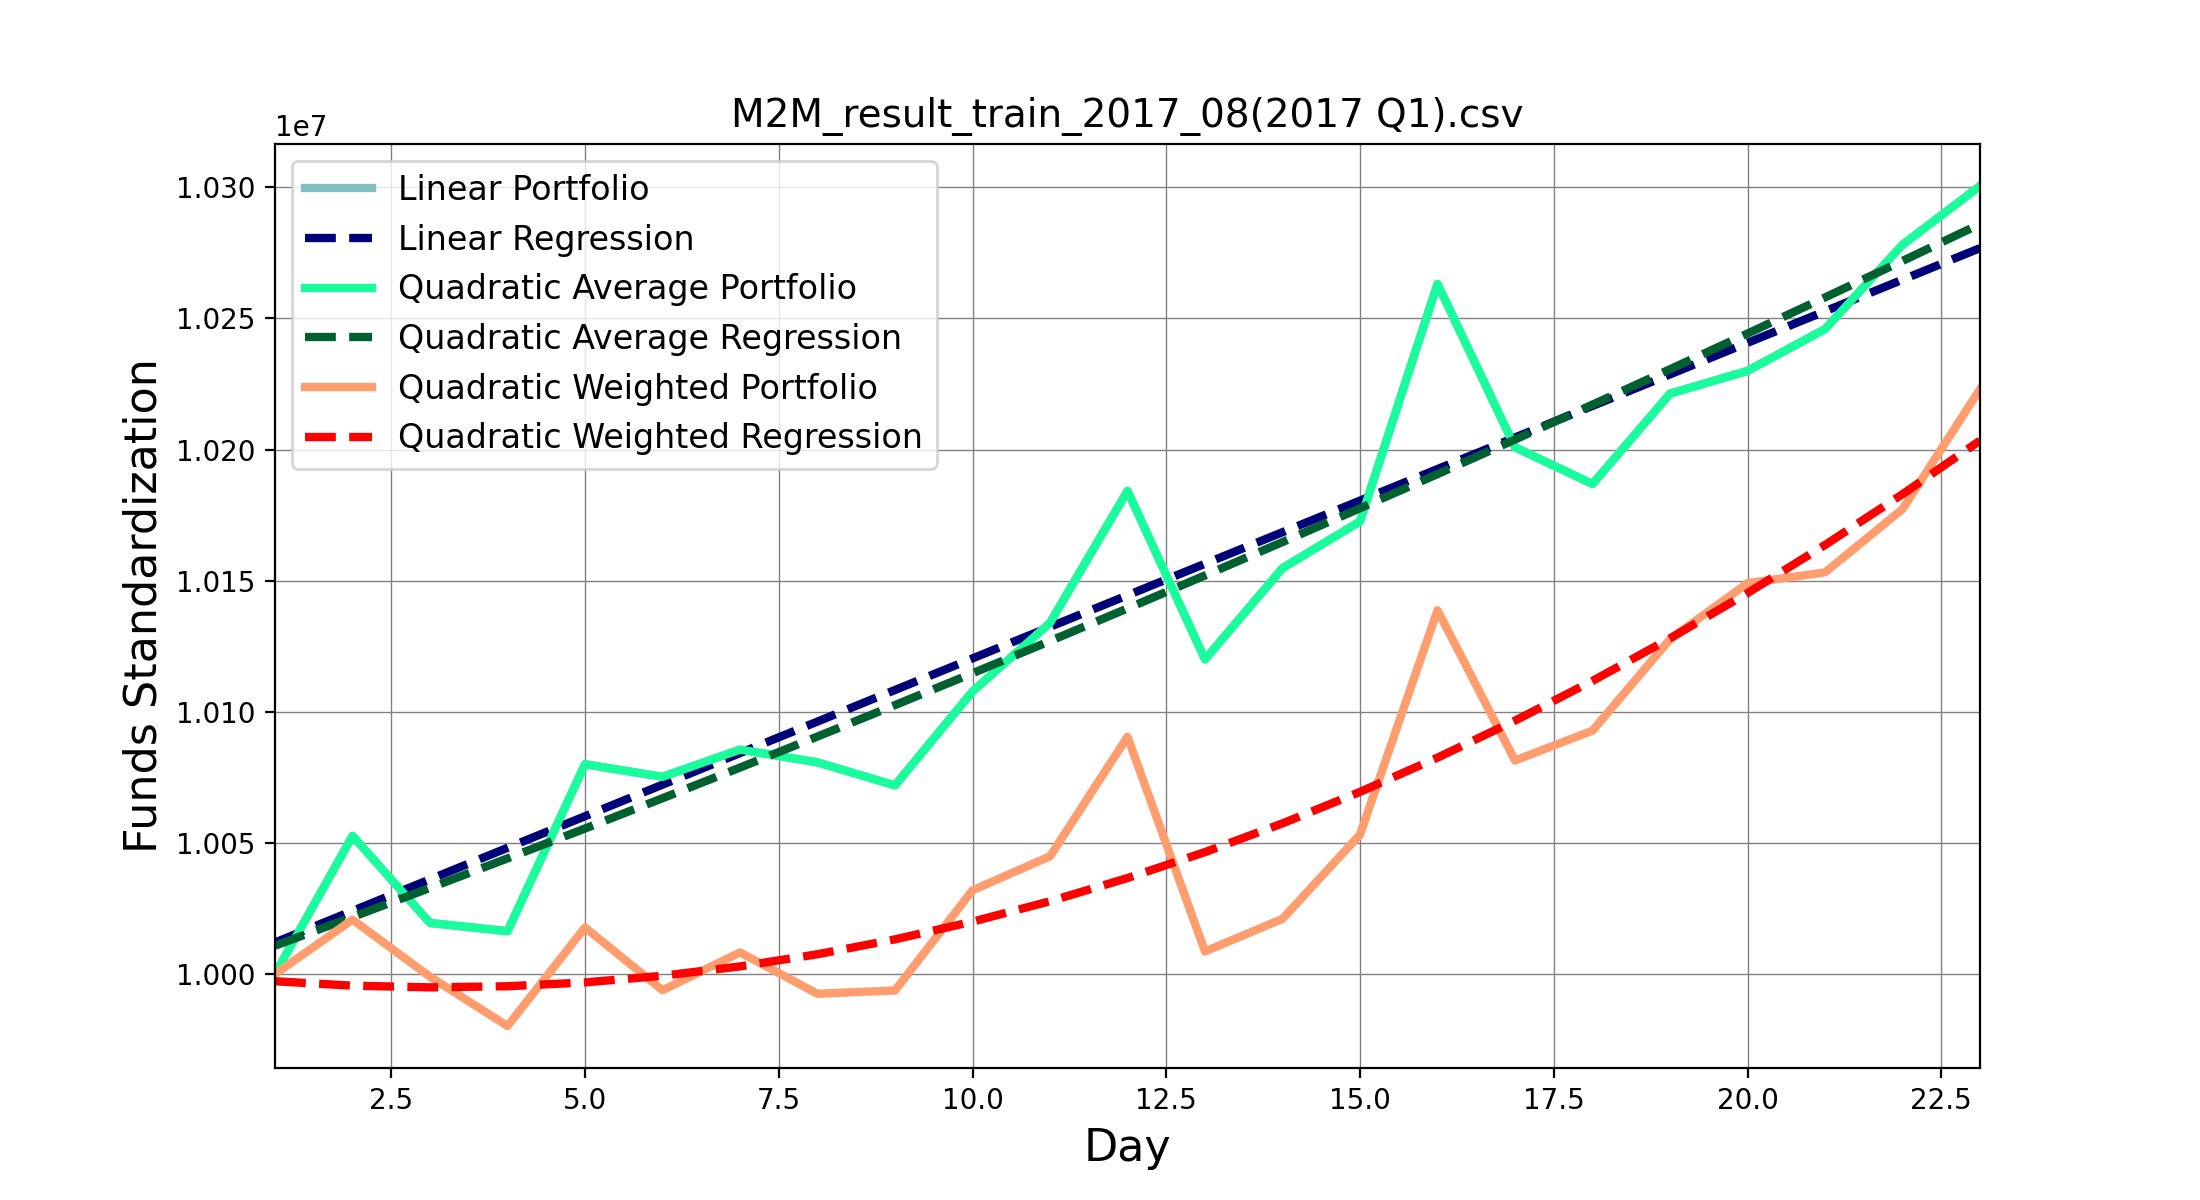 M2M_result_train_2017_08(2017 Q1).csv
1e7
Linear Portfolio
Linear Regression
Quadratic Average Portfolio
Quadratic Average Regression
Quadratic Weighted Portfolio
Quadratic Weighted Regression
1.030
1.025
1.020
1.015
1.010
1.005
1.000
Funds Standardization
2.5 5.0 7.5 10.0 12.5 15.0 17.5 20.0 22.5
Day